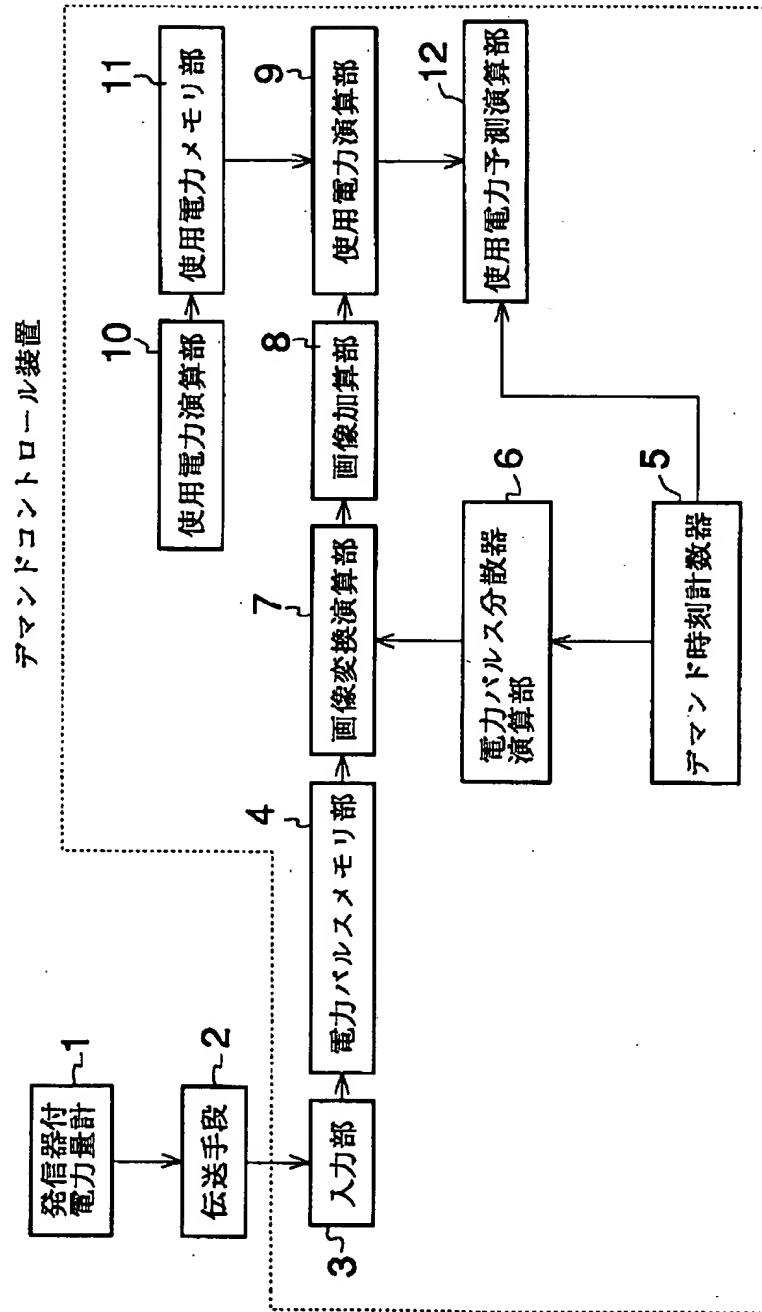 デマンドコントロール装置
1
発信器付
電力量計
2
伝送手段
3
入力部
4
電力パルスメモリ部
7
画像変換演算部
8
画像加算部
9
使用電力演算部
10
使用電力演算部
11
使用電力メモリ部
6
電力パルス分散器
演算部
5
デマンド時刻計数器
12
使用電力予測演算部